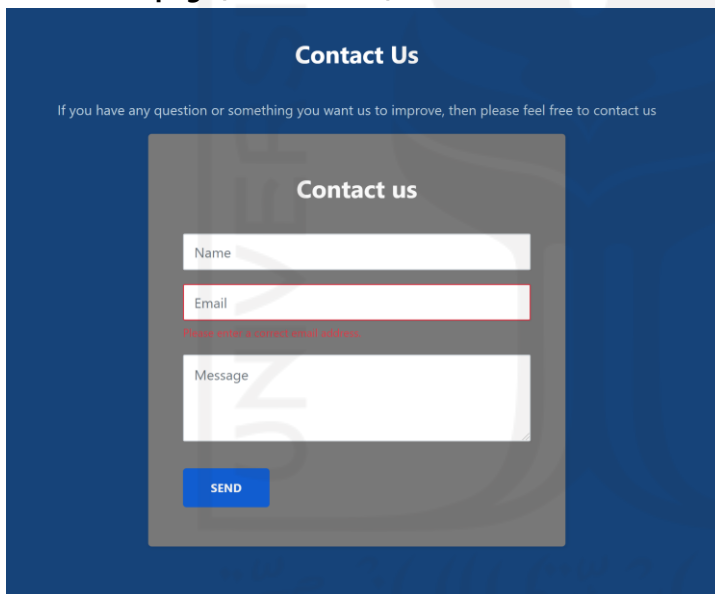 Contact Us
If you have any question or something you want us to improve, then please feel free to contact us
Contact us
Name
Email
Please enter a correct email address
Message
SEND